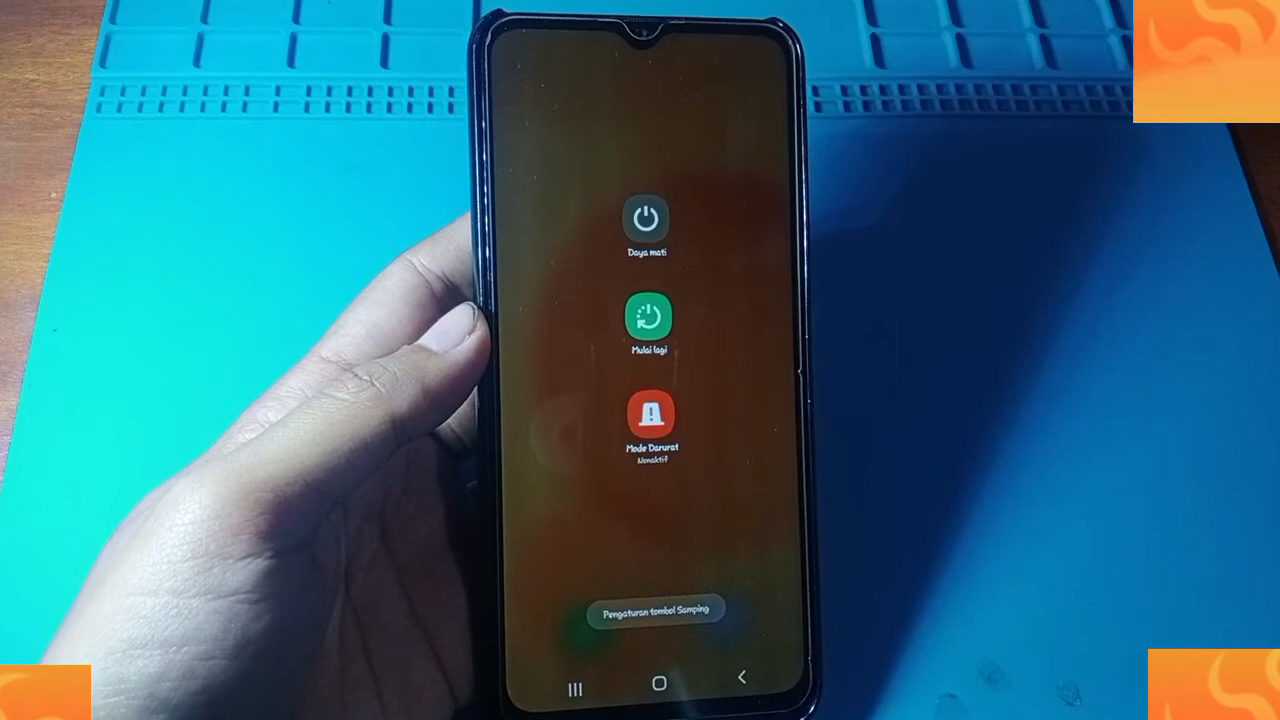 Daya mati
Mulai lagi
Mode Darurat
Nonaktif
Pengaturan tombol Samping